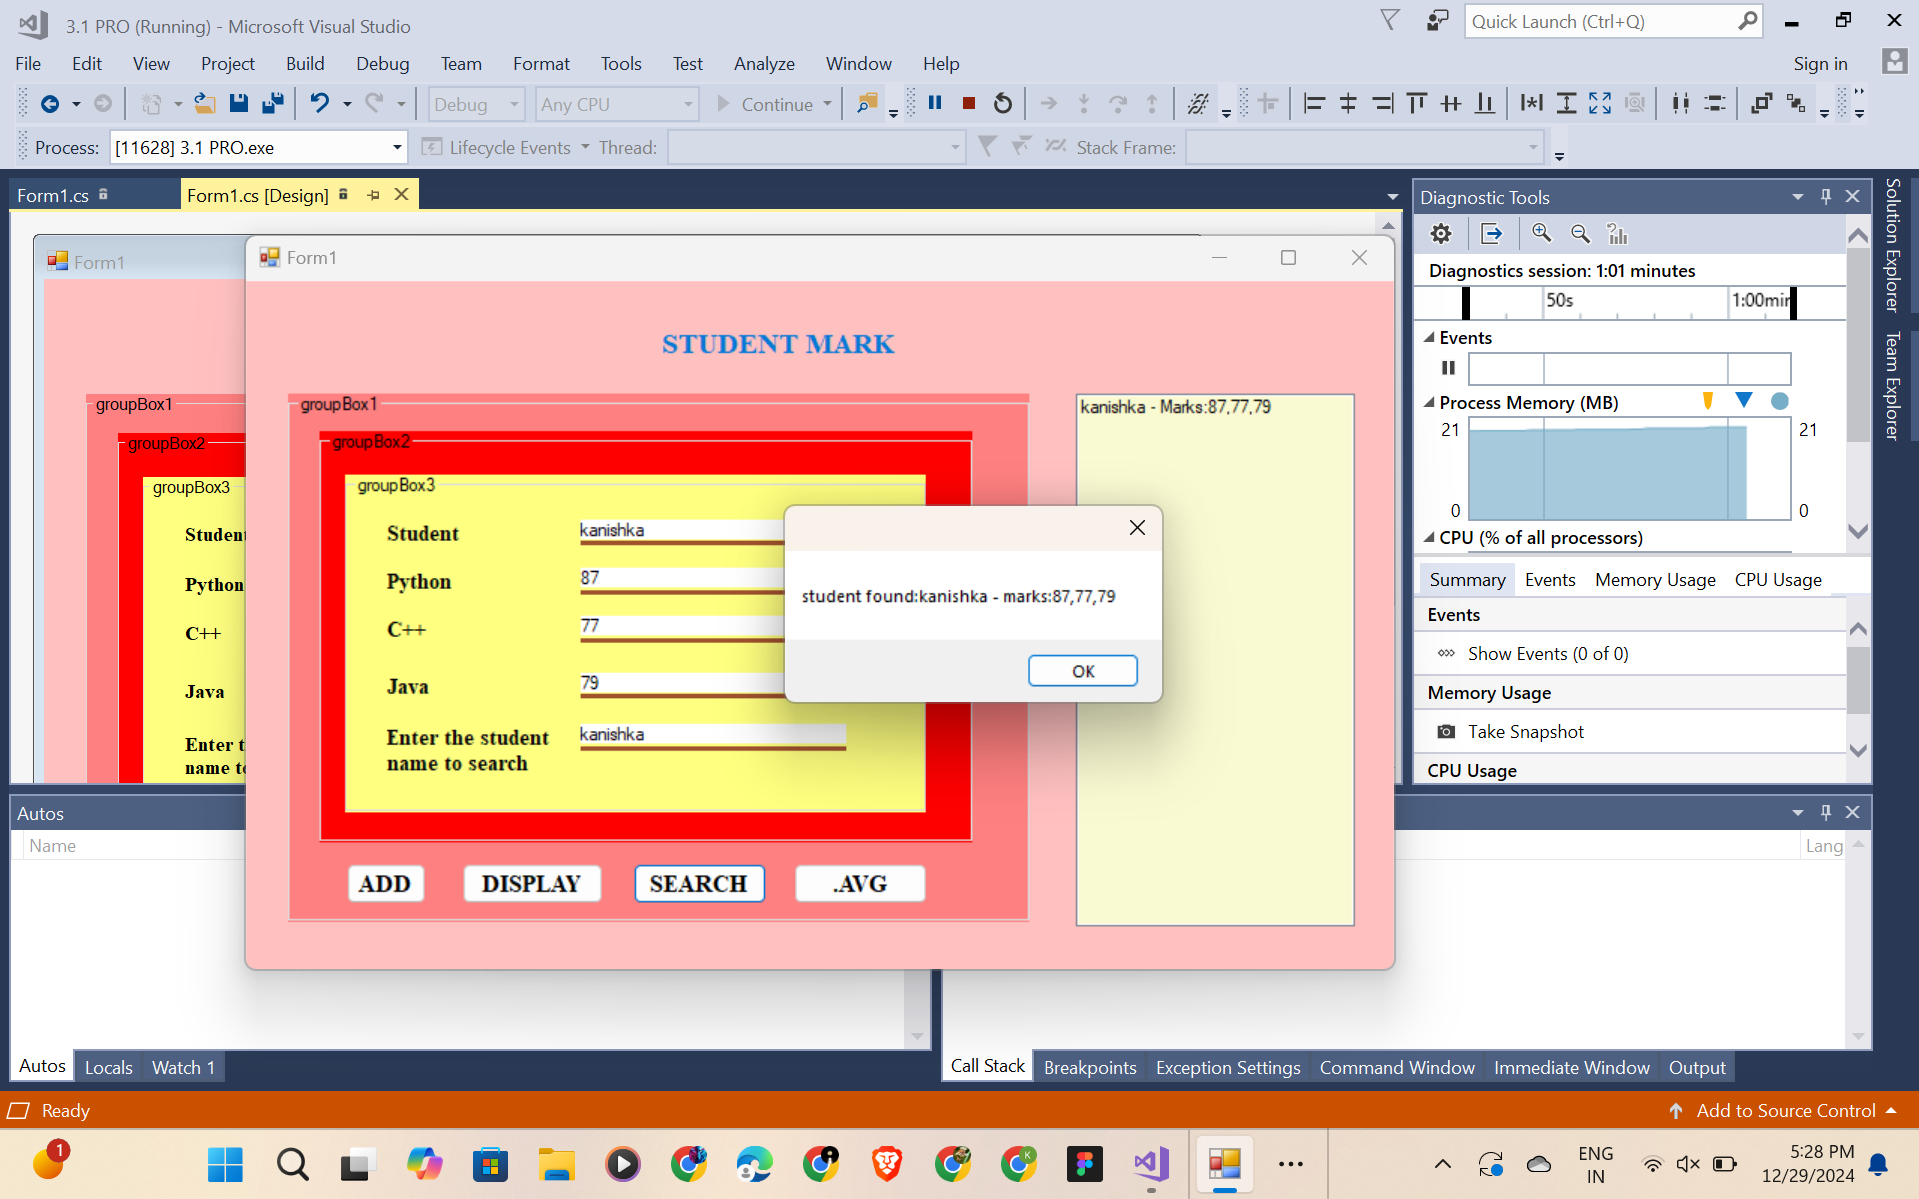 3.1 PRO (Running) - Microsoft Visual Studio
Quick Launch (Ctrl+Q)
File Edit View Project Build Debug Team Format Tools Test Analyze Window Help
Sign in
Debug Any CPU Continue
Process: [11628] 3.1 PRO.exe Lifecycle Events Thread: Stack Frame:
Form1.cs Form1.cs [Design]
Form1
groupBox1
groupBox2
groupBox3
Studen
Python
C++
Java
Enter t
name to
Form1
STUDENT MARK
groupBox1
groupBox2
groupBox3
Student kanishka
Python 87
C++ 77
Java 79
Enter the student
name to search
kanishka
ADD DISPLAY SEARCH .AVG
kanishka - Marks:87,77,79
student found:kanishka - marks:87,77,79
OK
Diagnostic Tools
Diagnostics session: 1:01 minutes
50s 1:00min
Events
Process Memory (MB)
21 21
0 0
CPU (% of all processors)
Summary Events Memory Usage CPU Usage
Events
Show Events (0 of 0)
Memory Usage
Take Snapshot
CPU Usage
Solution Explorer
Team Explorer
Autos
Name
Lang
Autos Locals Watch 1
Call Stack Breakpoints Exception Settings Command Window Immediate Window Output
Ready
Add to Source Control
1
K
ENG
IN
5:28 PM
12/29/2024